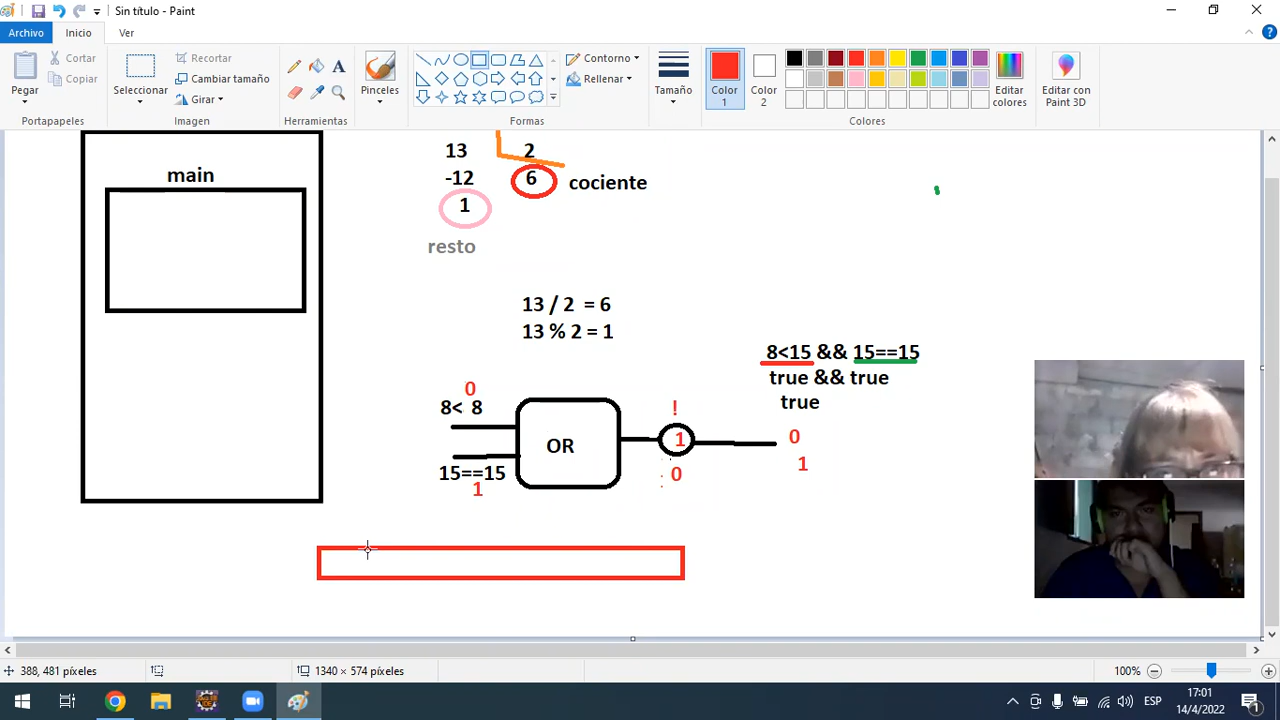 Sin título - Paint
Archivo Inicio Ver
Pegar
Cortar
Copiar
Portapapeles
Seleccionar
Recortar
Cambiar tamaño
Girar
Imagen
A
Herramientas
Pinceles
Contorno
Rellenar
Formas
Tamaño
Color 1
Color 2
Editar colores
Colores
Editar con Paint 3D
main
13 2
-12 6 cociente
1
resto
13 / 2 = 6
13 % 2 = 1
8<15 && 15==15
true && true
true
0
8< 8
OR
!
1
0
15==15
1
0
1
388, 481 píxeles
1340 × 574 píxeles
100%
ESP
17:01
14/4/2022
1